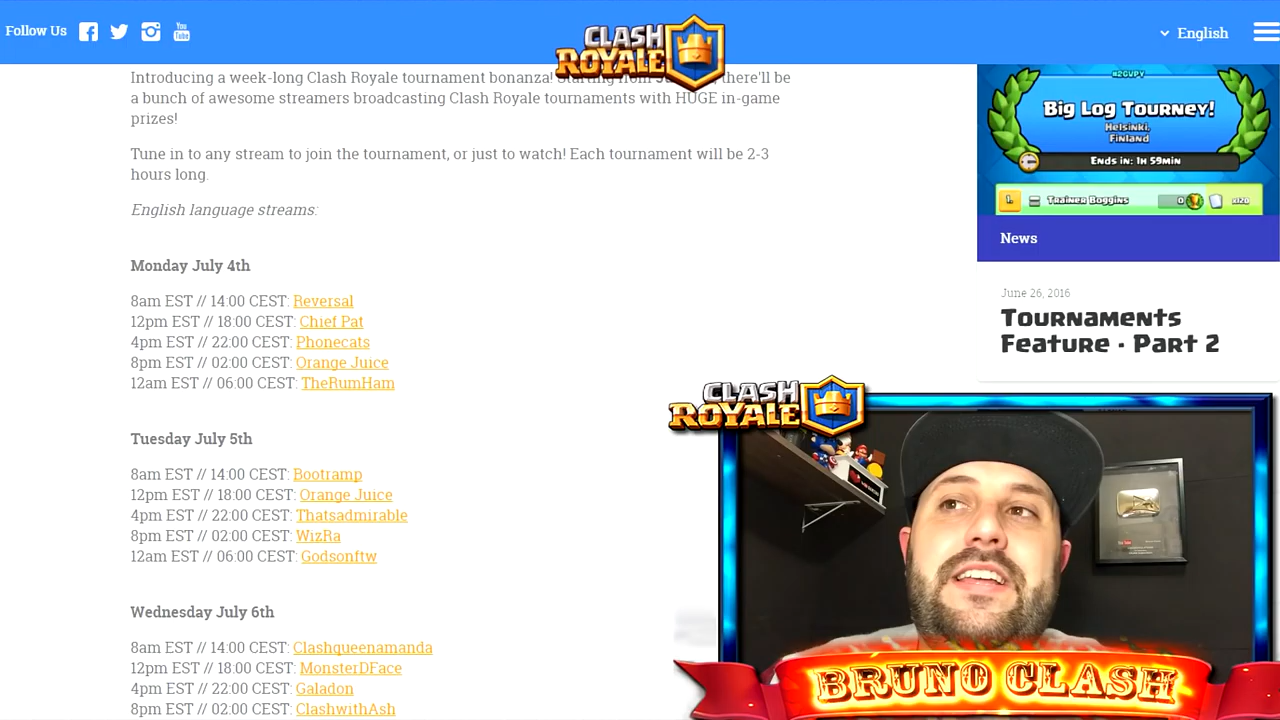 Follow Us
You
Tube
CLASH
ROYALE
English
Introducing a week-long Clash Royale tournament bonanza! Starting from there'll be
a bunch of awesome streamers broadcasting Clash Royale tournaments with HUGE in-game
prizes!
Tune in to any stream to join the tournament, or just to watch! Each tournament will be 2-3
hours long.
English language streams:
Monday July 4th
8am EST // 14:00 CEST: Reversal
12pm EST // 18:00 CEST: Chief Pat
4pm EST // 22:00 CEST: Phonecats
8pm EST // 02:00 CEST: Orange Juice
12am EST // 06:00 CEST: TheRumHam
Tuesday July 5th
8am EST // 14:00 CEST: Bootramp
12pm EST // 18:00 CEST: Orange Juice
4pm EST // 22:00 CEST: Thatsadmirable
8pm EST // 02:00 CEST: WizRa
12am EST // 06:00 CEST: Godsonftw
Wednesday July 6th
8am EST // 14:00 CEST: Clashqueenamanda
12pm EST // 18:00 CEST: MonsterDFace
4pm EST // 22:00 CEST: Galadon
8pm EST // 02:00 CEST: ClashwithAsh
#2GUPY
Big Log Tourney!
Helsinki,
Finland
Ends in: 1h 59min
1. Trainer Boggins 0 x120
News
June 26, 2016
Tournaments
Feature - Part 2
CLASH
ROYALE
BRUNO CLASH